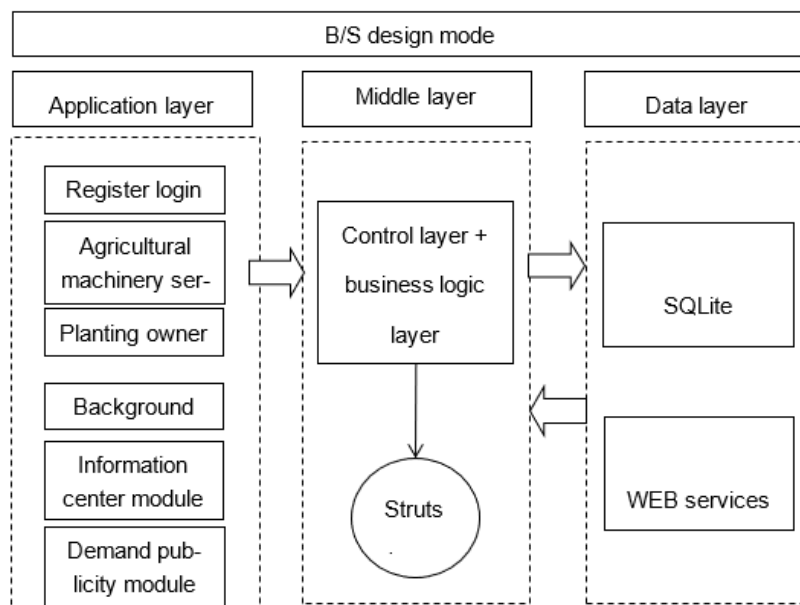 B/S design mode
Application layer
Middle layer
Data layer
Register login
Agricultural
machinery ser-
Planting owner
Background
Information
center module
Demand pub-
licity module
Control layer +
business logic
layer
Struts
SQLite
WEB services